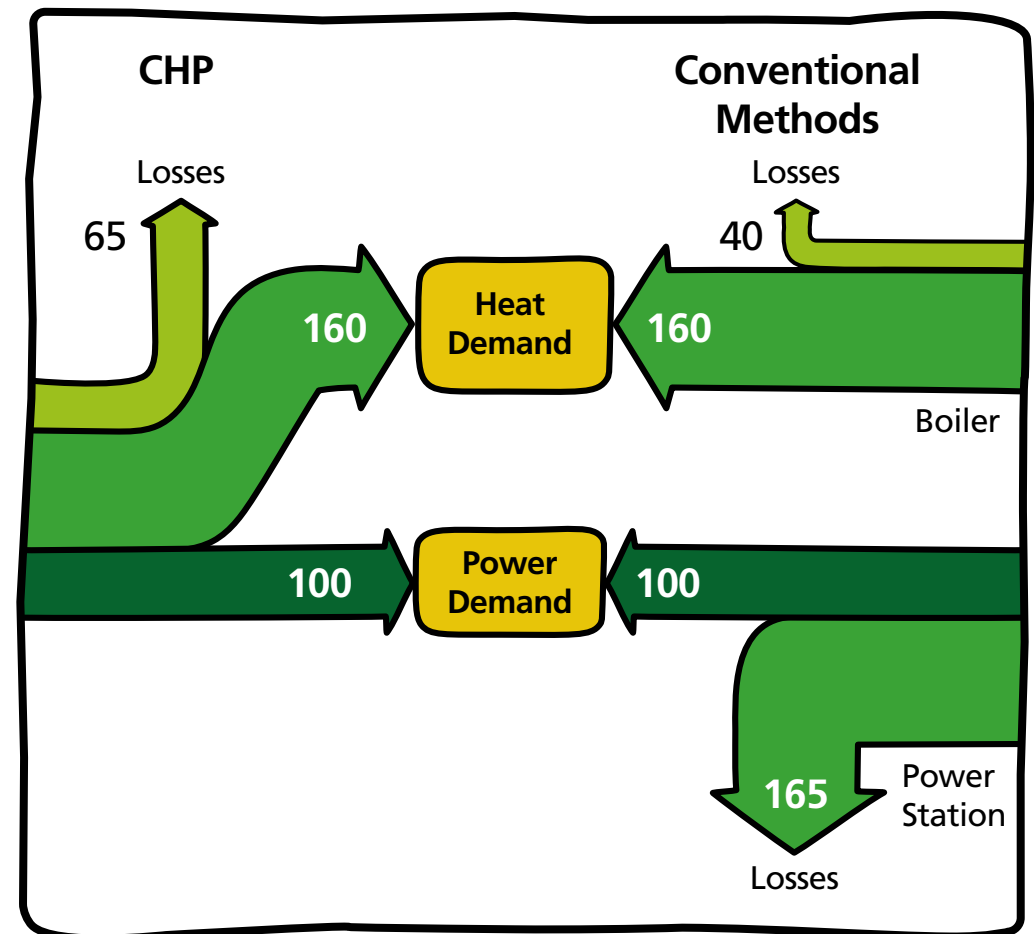 CHP
Conventional
Methods
Losses
Losses
65
40
Heat
Demand
160
160
Boiler
Power
Demand
100
100
165
Power
Station
Losses